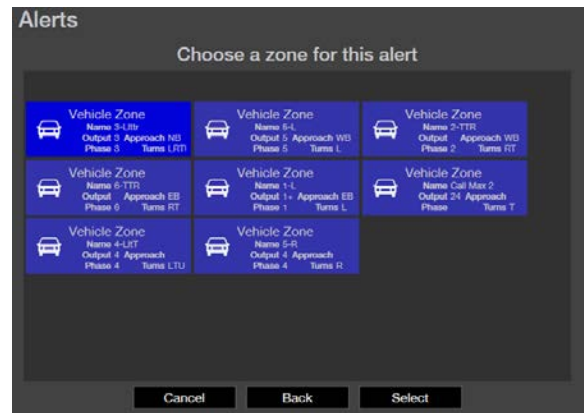 Alerts
Choose a zone for this alert
Vehicle Zone
Name 3-Lttr
Output 3 Approach NB
Phase 3 Turns LRT
Vehicle Zone
Name 6-L
Output 5 Approach WB
Phase 5 Turns L
Vehicle Zone
Name 2-TTR
Output Approach WB
Phase 2 Turns RT
Vehicle Zone
Name 6-TTR
Output Approach EB
Phase 6 Turns RT
Vehicle Zone
Name 1-L
Output 1+ Approach EB
Phase 1 Turns L
Vehicle Zone
Name Call Max 2
Output 24 Approach
Phase Turns T
Vehicle Zone
Name 4-LttT
Output 4 Approach
Phase 4 Turns LTU
Vehicle Zone
Name 5-R
Output 4 Approach
Phase 4 Turns R
Cancel
Back
Select